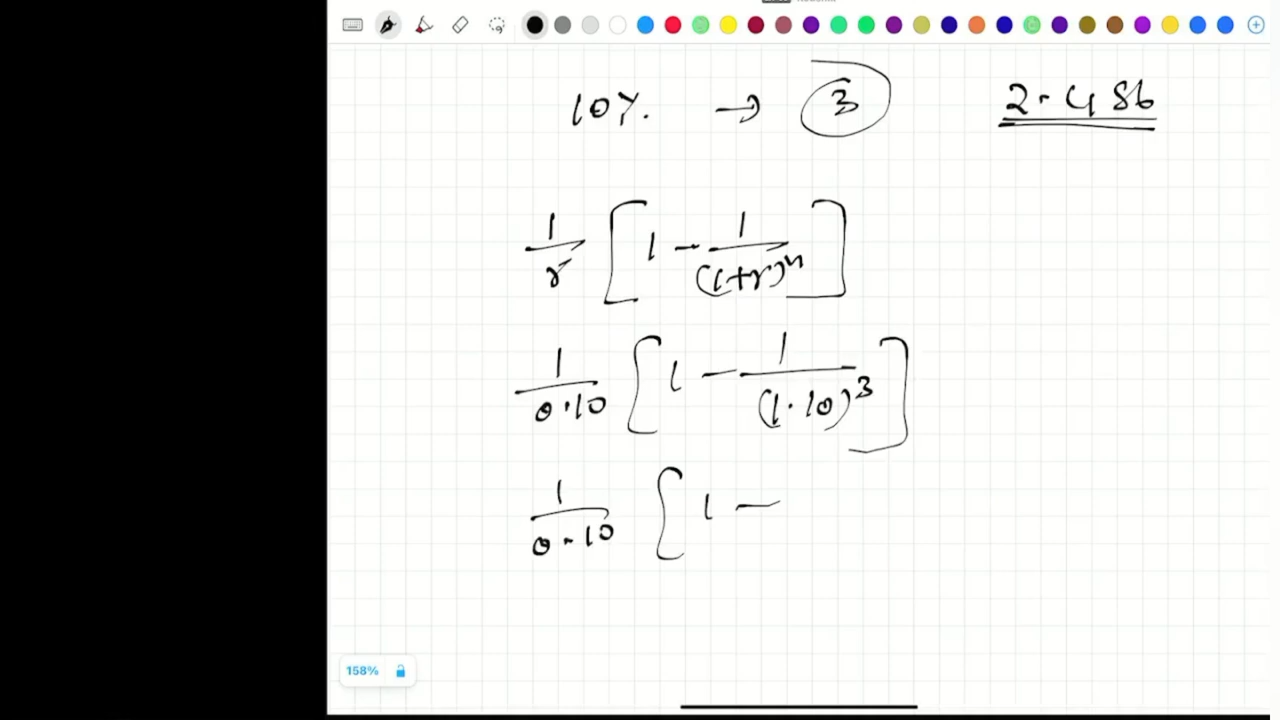 10%. → 3 2.486
1/r [1 - 1/(1+r)^n]
1/0.10 [1 - 1/(1.10)^3]
1/0.10 [1 -
158%